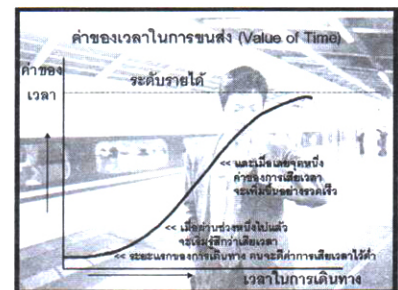 ค่าของเวลาในการขนส่ง (Value of Time)
ค่าของ
เวลา
ระดับรายได้
<< และเมื่อเลยจุดหนึ่ง
ค่าของการเสียเวลา
จะเพิ่มขึ้นอย่างรวดเร็ว
<< เมื่อผ่านช่วงหนึ่งไปแล้ว
จะเริ่มรู้สึกว่าเสียเวลา
<< ระยะแรกของการเดินทาง คนจะตีค่าการเสียเวลาไว้ต่ำ
เวลาในการเดินทาง